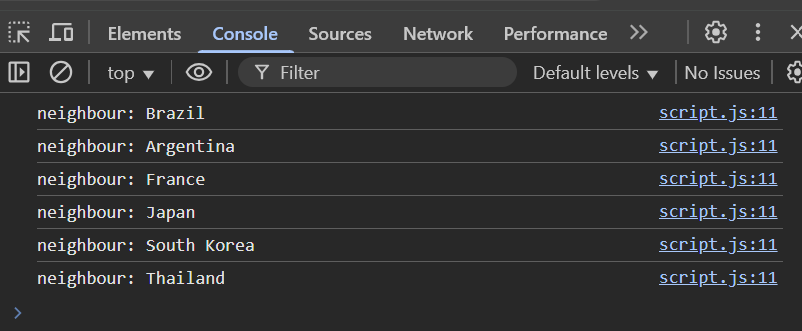 Elements Console Sources Network Performance
top ▼ Filter Default levels ▼ No Issues
neighbour: Brazil script.js:11
neighbour: Argentina script.js:11
neighbour: France script.js:11
neighbour: Japan script.js:11
neighbour: South Korea script.js:11
neighbour: Thailand script.js:11